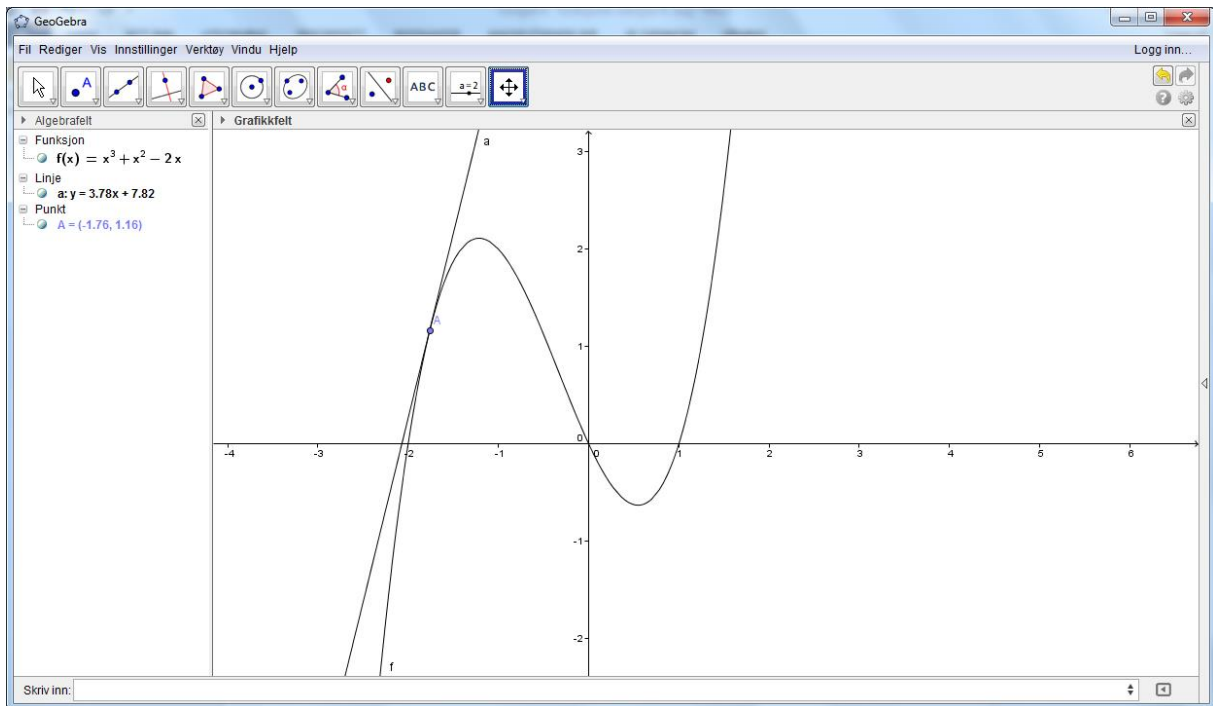 GeoGebra
Fil Rediger Vis Innstillinger Verktøy Vindu Hjelp
Logg inn...
A
α
ABC
a=2
Algebrafelt
Grafikkfelt
Funksjon
f(x) = x³ + x² − 2 x
Linje
a: y = 3.78x + 7.82
Punkt
A = (-1.76, 1.16)
a
3
2
A
1
0
-4 -3 -2 -1 0 1 2 3 4 5 6
-1
-2
f
Skriv inn: